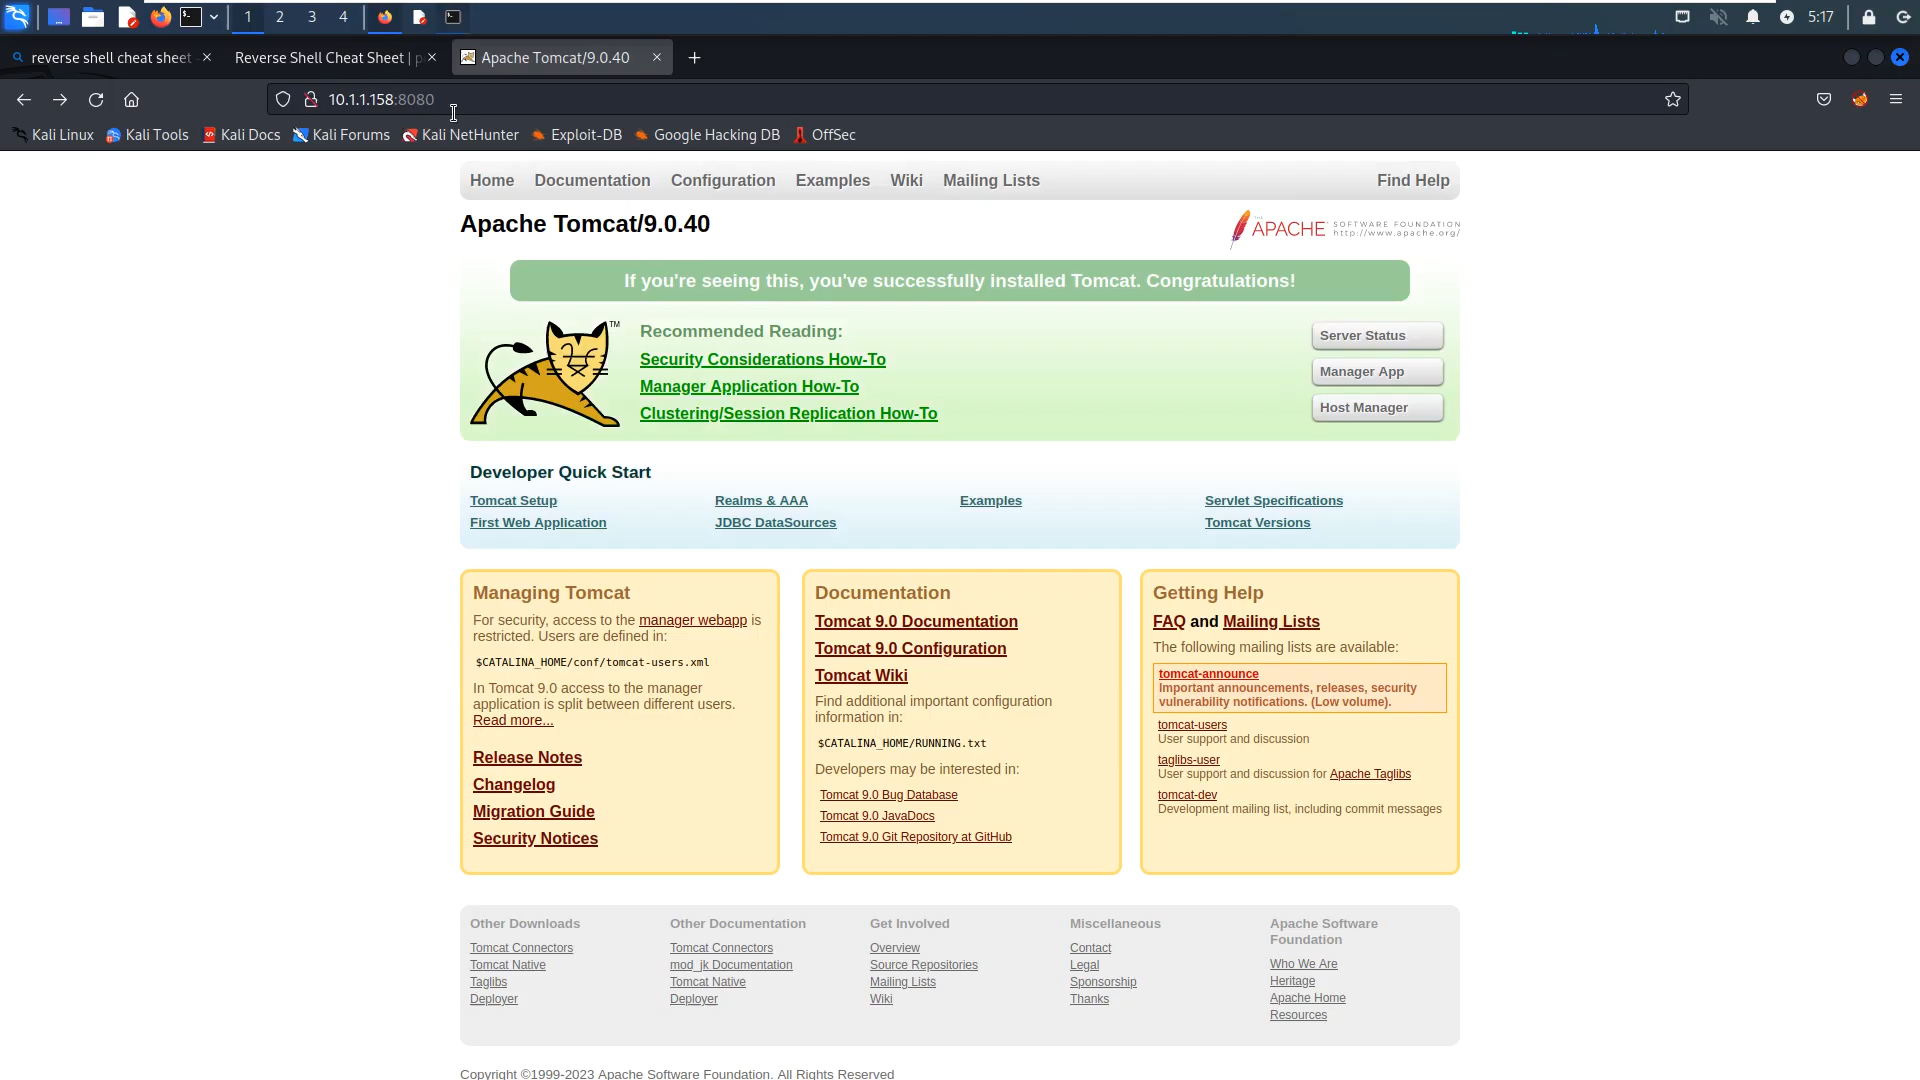 1 2 3 4 5:17
reverse shell cheat sheet
Reverse Shell Cheat Sheet |
Apache Tomcat/9.0.40
10.1.1.158:8080
Kali Linux Kali Tools Kali Docs Kali Forums Kali NetHunter Exploit-DB Google Hacking DB OffSec
Home Documentation Configuration Examples Wiki Mailing Lists Find Help
Apache Tomcat/9.0.40
THE APACHE SOFTWARE FOUNDATION
http://www.apache.org/
If you're seeing this, you've successfully installed Tomcat. Congratulations!
TM
Recommended Reading:
Security Considerations How-To
Manager Application How-To
Clustering/Session Replication How-To
Server Status
Manager App
Host Manager
Developer Quick Start
Tomcat Setup
First Web Application
Realms & AAA
JDBC DataSources
Examples
Servlet Specifications
Tomcat Versions
Managing Tomcat
For security, access to the manager webapp is
restricted. Users are defined in:
$CATALINA_HOME/conf/tomcat-users.xml
In Tomcat 9.0 access to the manager
application is split between different users.
Read more...
Release Notes
Changelog
Migration Guide
Security Notices
Documentation
Tomcat 9.0 Documentation
Tomcat 9.0 Configuration
Tomcat Wiki
Find additional important configuration
information in:
$CATALINA_HOME/RUNNING.txt
Developers may be interested in:
Tomcat 9.0 Bug Database
Tomcat 9.0 JavaDocs
Tomcat 9.0 Git Repository at GitHub
Getting Help
FAQ and Mailing Lists
The following mailing lists are available:
tomcat-announce
Important announcements, releases, security
vulnerability notifications. (Low volume).
tomcat-users
User support and discussion
taglibs-user
User support and discussion for Apache Taglibs
tomcat-dev
Development mailing list, including commit messages
Other Downloads
Tomcat Connectors
Tomcat Native
Taglibs
Deployer
Other Documentation
Tomcat Connectors
mod_jk Documentation
Tomcat Native
Deployer
Get Involved
Overview
Source Repositories
Mailing Lists
Wiki
Miscellaneous
Contact
Legal
Sponsorship
Thanks
Apache Software
Foundation
Who We Are
Heritage
Apache Home
Resources
Copyright ©1999-2023 Apache Software Foundation. All Rights Reserved